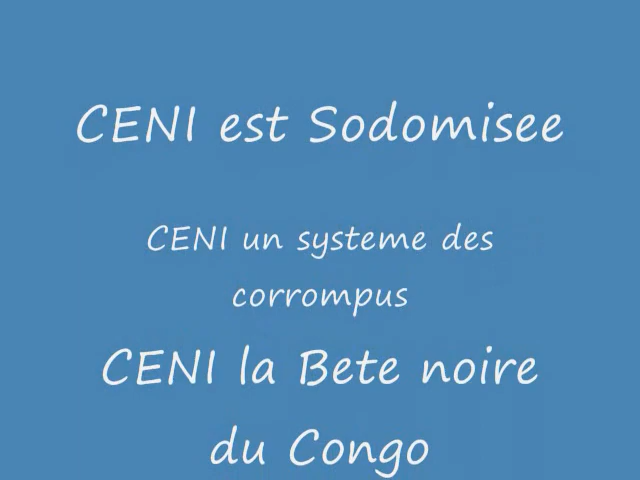 CENI est Sodomisee
CENI un systeme des
corrompus
CENI la Bete noire
du Congo